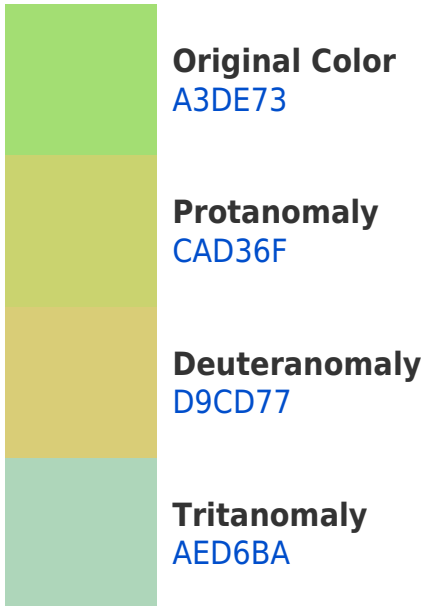 Original Color
A3DE73
Protanomaly
CAD36F
Deuteranomaly
D9CD77
Tritanomaly
AED6BA